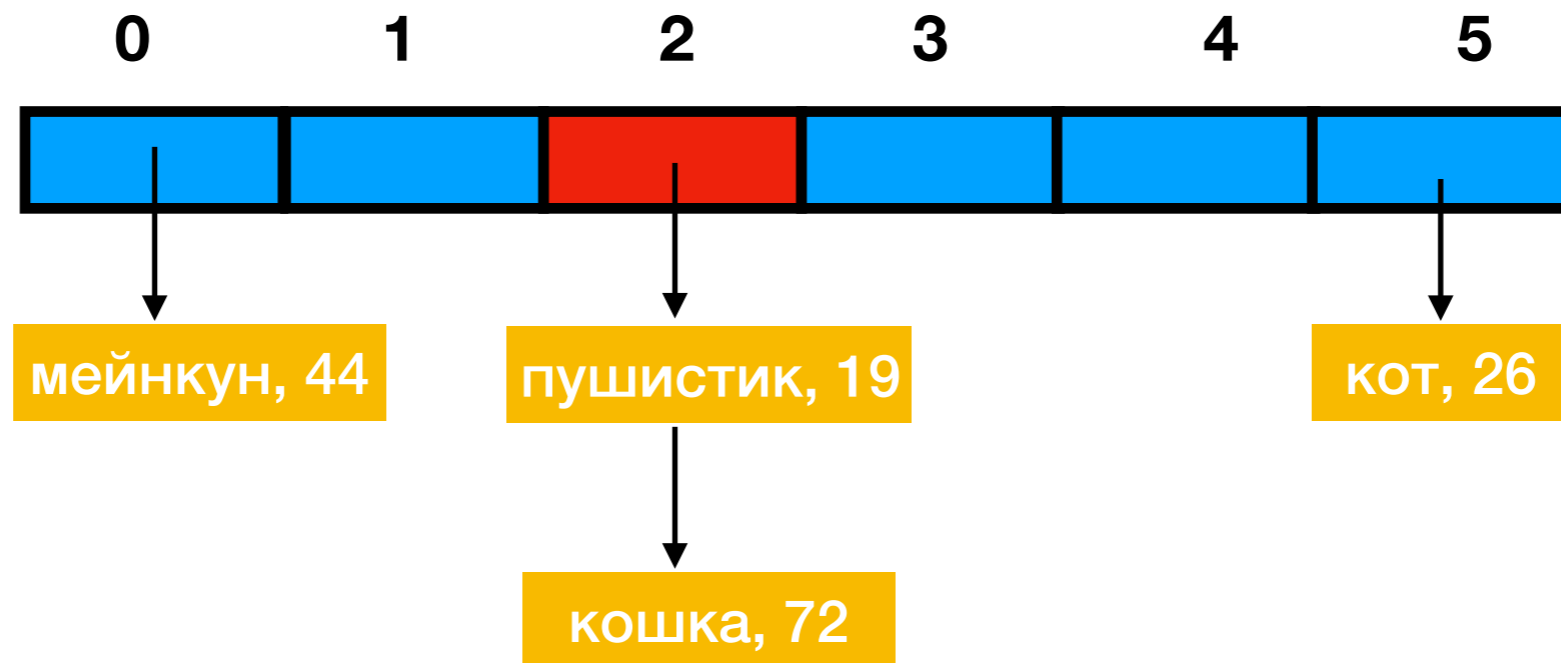 0 1 2 3 4 5
мейнкун, 44 пушистик, 19 кот, 26
кошка, 72